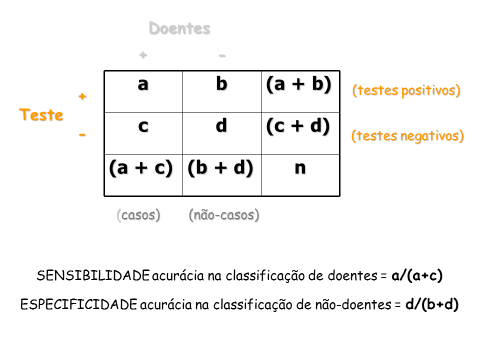 Doentes
+ -
+ a b (a + b) (testes positivos)
Teste
- c d (c + d) (testes negativos)
(a + c) (b + d) n
(casos) (não-casos)
SENSIBILIDADE acurácia na classificação de doentes = a/(a+c)
ESPECIFICIDADE acurácia na classificação de não-doentes = d/(b+d)